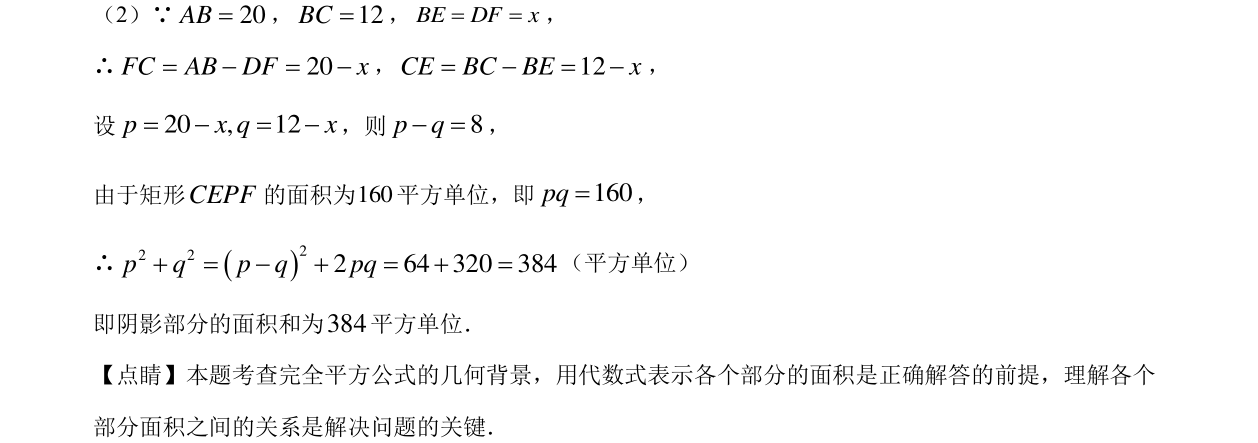 （2）∵ AB = 20，BC = 12，BE = DF = x，
∴ FC = AB − DF = 20 − x，CE = BC − BE = 12 − x，
设 p = 20 − x, q = 12 − x，则 p − q = 8，
由于矩形 CEPF 的面积为160平方单位，即 pq = 160，
∴ p² + q² = (p − q)² + 2pq = 64 + 320 = 384（平方单位）
即阴影部分的面积和为384平方单位．
【点睛】本题考查完全平方公式的几何背景，用代数式表示各个部分的面积是正确解答的前提，理解各个
部分面积之间的关系是解决问题的关键．